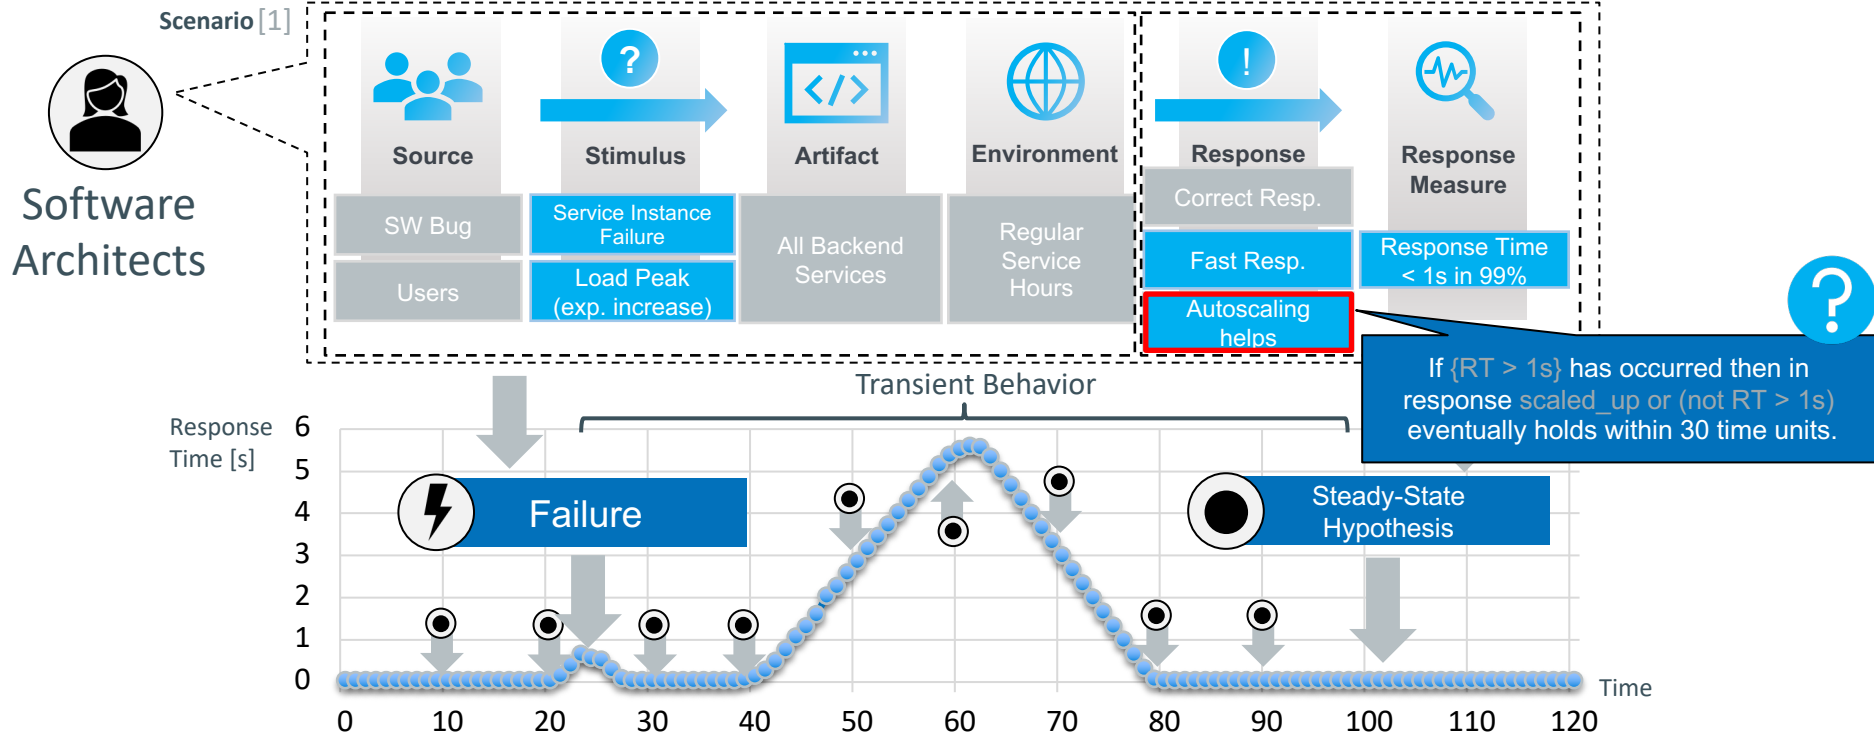 Scenario [1]
Software
Architects
?
!
Source
Stimulus
Artifact
Environment
Response
Response
Measure
SW Bug
Users
Service Instance
Failure
Load Peak
(exp. increase)
All Backend
Services
Regular
Service
Hours
Correct Resp.
Fast Resp.
Autoscaling
helps
Response Time
< 1s in 99%
?
If {RT > 1s} has occurred then in
response scaled_up or (not RT > 1s)
eventually holds within 30 time units.
Transient Behavior
Response
Time [s]
6
5
4
3
2
1
0
Failure
Steady-State
Hypothesis
Time
0 10 20 30 40 50 60 70 80 90 100 110 120